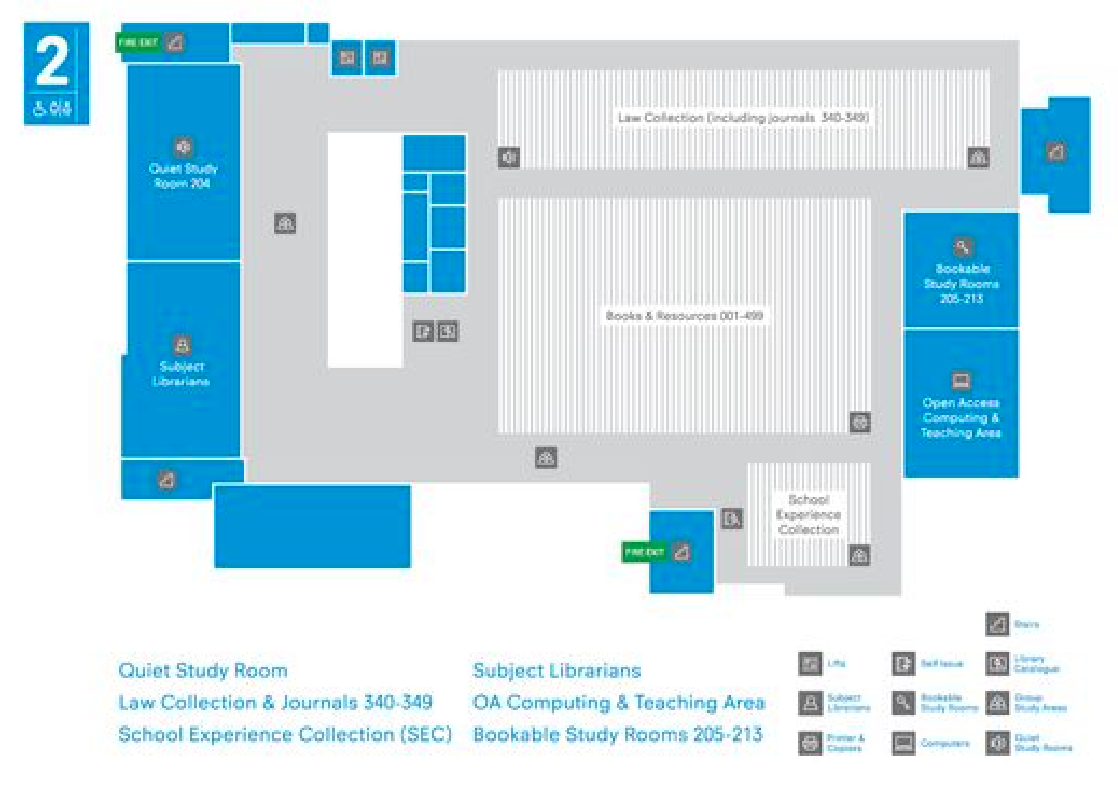 2
FIRE EXIT
Law Collection (including journals 340-349)
Quiet Study
Room 204
Bookable
Study Rooms
205-213
Books & Resources 001-499
Subject
Librarians
Open Access
Computing &
Teaching Area
School
Experience
Collection
FIRE EXIT
Quiet Study Room
Law Collection & Journals 340-349
School Experience Collection (SEC)
Subject Librarians
OA Computing & Teaching Area
Bookable Study Rooms 205-213
Stairs
Lifts
Self Issue
Library
Catalogue
Subject
Librarians
Bookable
Study Rooms
Group
Study Areas
Printer &
Copiers
Computers
Quiet
Study Rooms